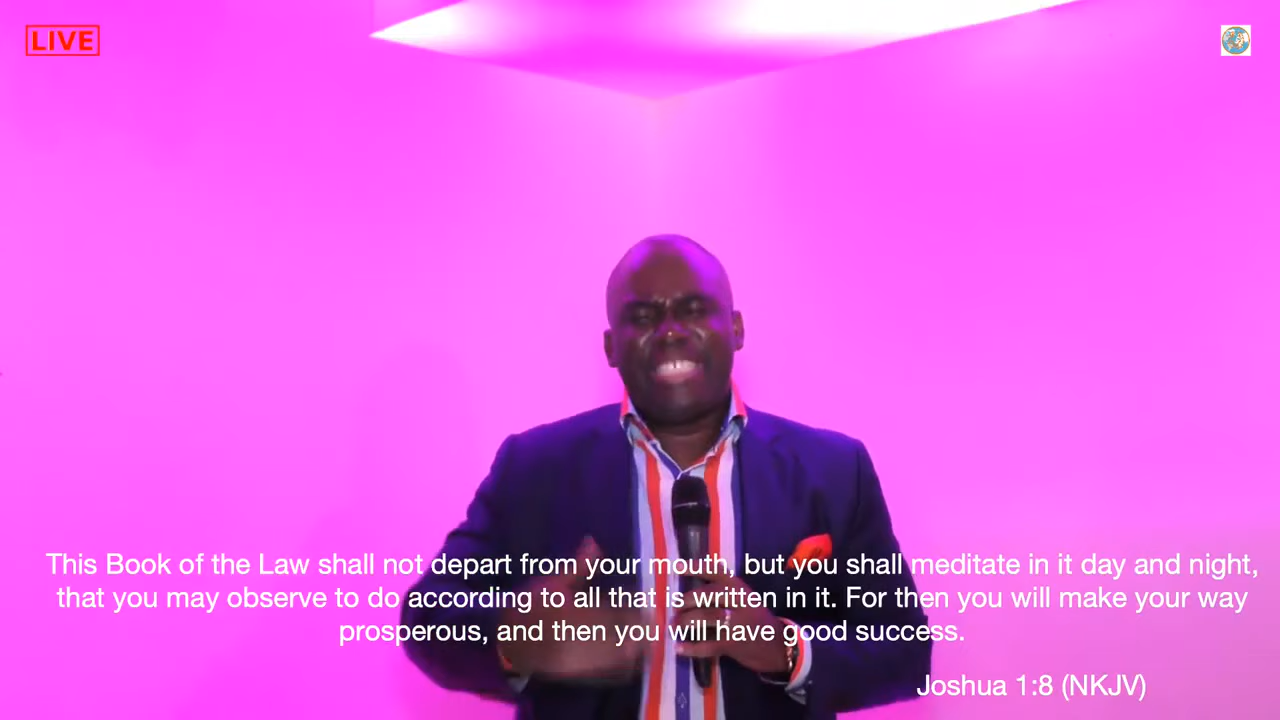 LIVE
This Book of the Law shall not depart from your mouth, but you shall meditate in it day and night,
that you may observe to do according to all that is written in it. For then you will make your way
prosperous, and then you will have good success.
Joshua 1:8 (NKJV)